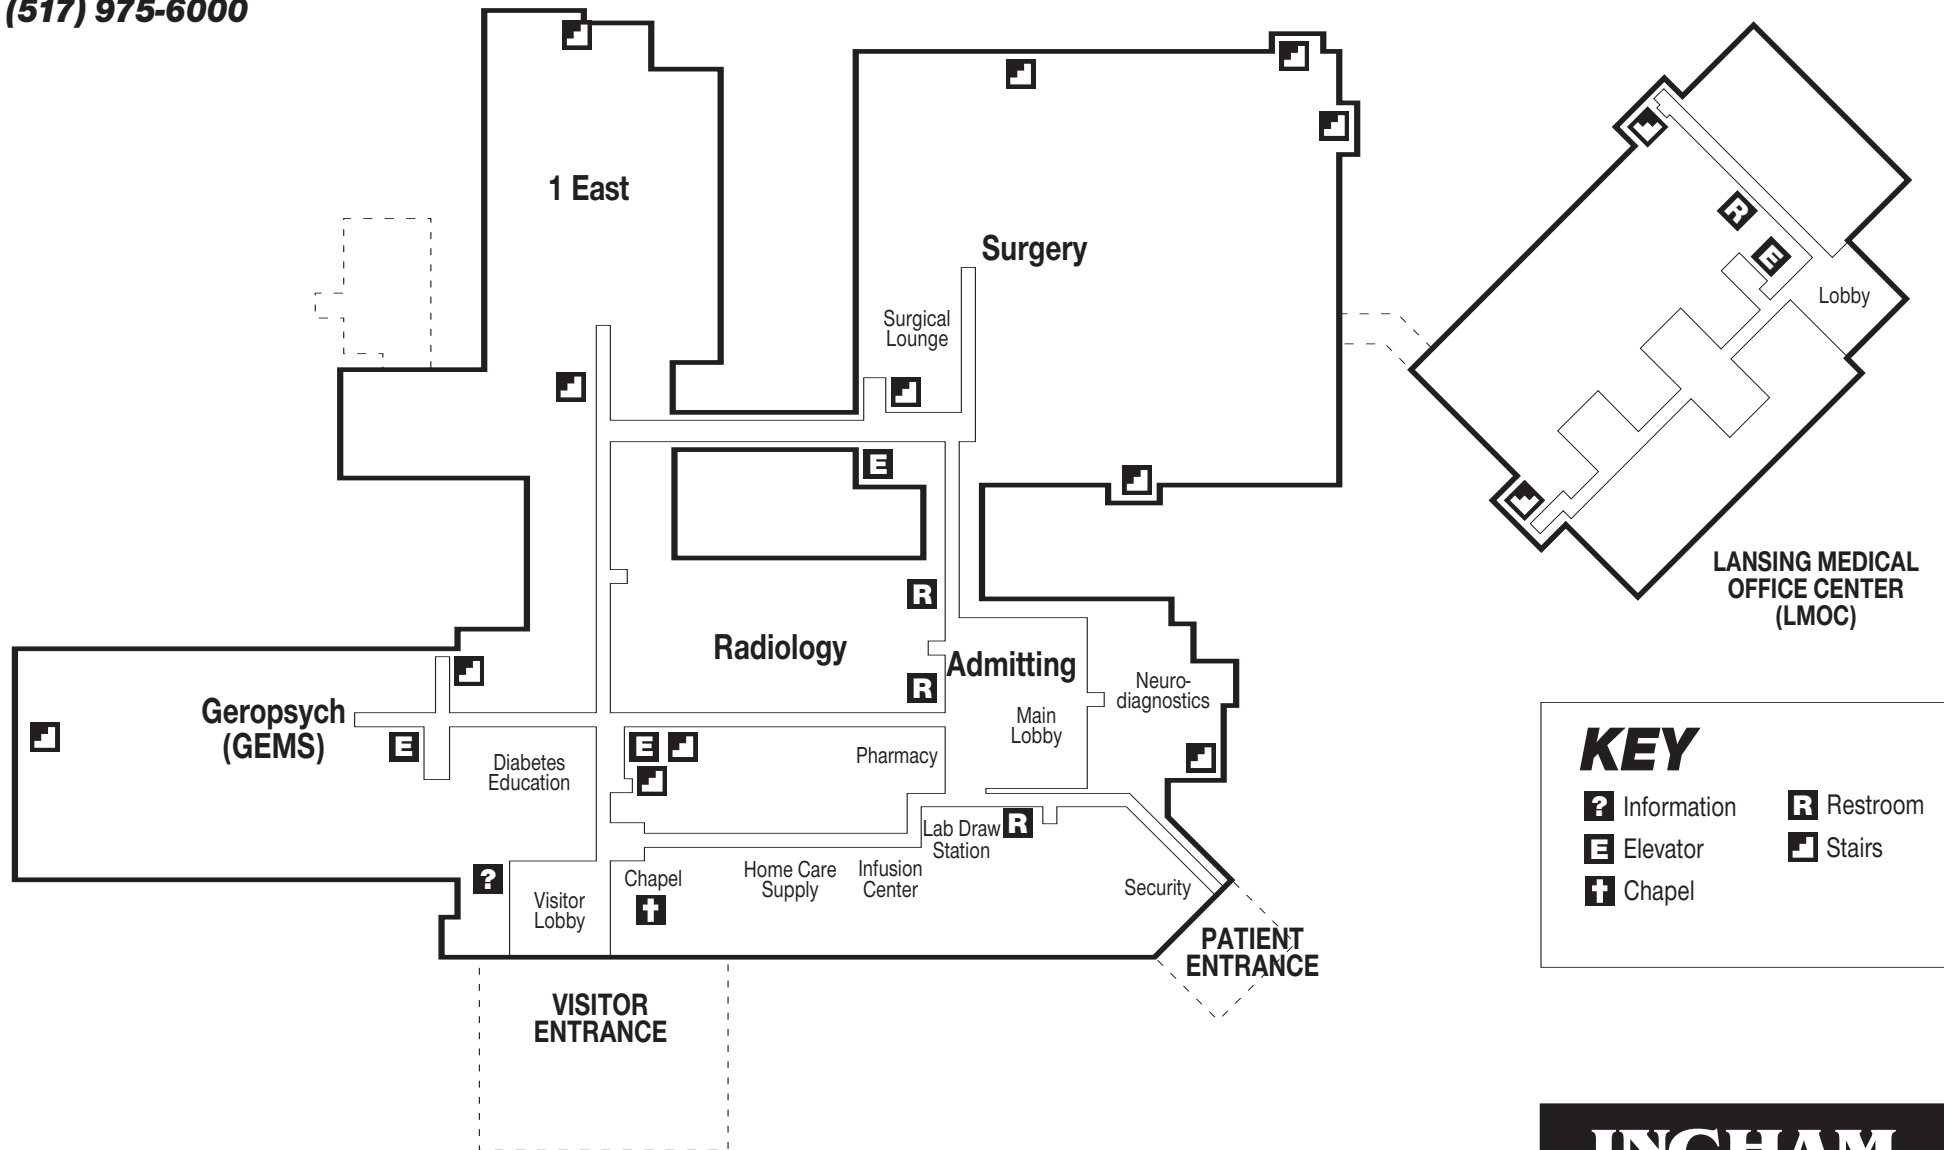 (517) 975-6000
1 East
Surgery
Surgical
Lounge
E
R
E
Lobby
LANSING MEDICAL
OFFICE CENTER
(LMOC)
R
Radiology
Admitting
R
Geropsych
(GEMS)
Neuro-
diagnostics
Main
Lobby
E
E
Diabetes
Education
Pharmacy
Lab Draw
Station
R
?
Chapel
Home Care
Supply
Infusion
Center
Security
Visitor
Lobby
PATIENT
ENTRANCE
VISITOR
ENTRANCE
KEY
? Information
R Restroom
E Elevator
Stairs
Chapel
INGHAM